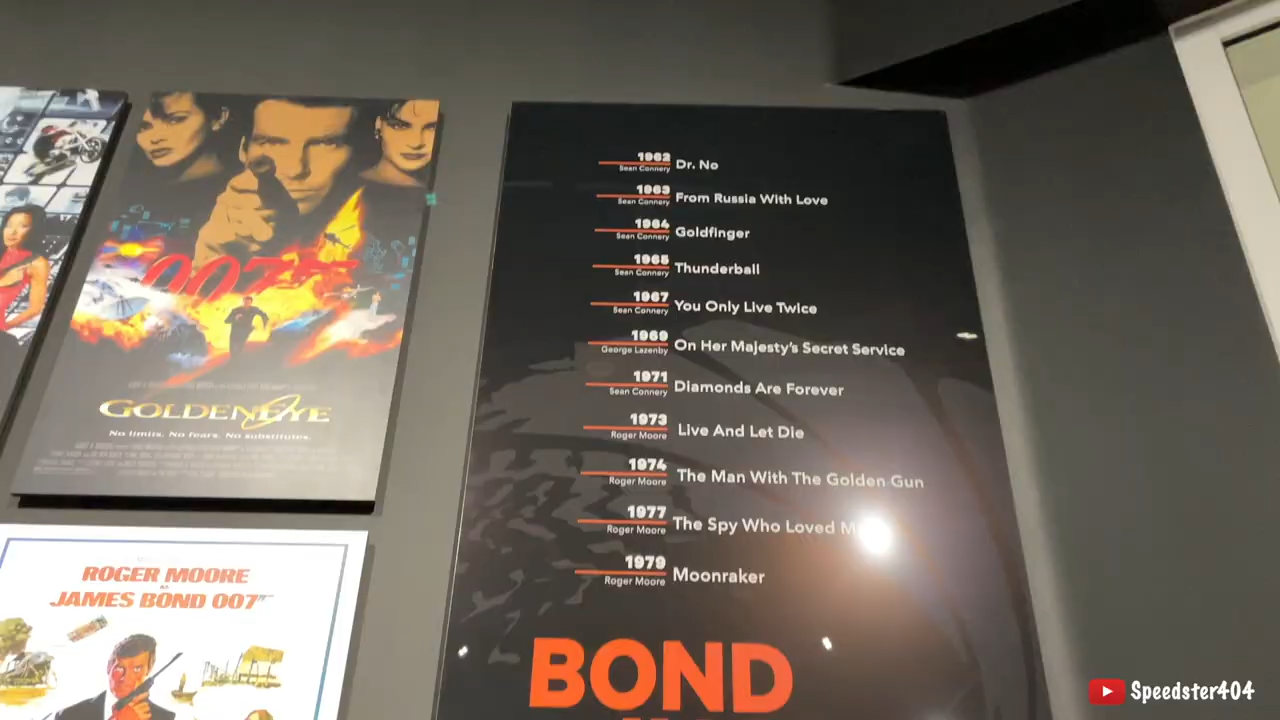 007
GOLDENEYE
No limits. No fears. No substitutes.
ROGER MOORE
AS
JAMES BOND 007
1962
Sean Connery
Dr. No
1963
Sean Connery
From Russia With Love
1964
Sean Connery
Goldfinger
1965
Sean Connery
Thunderball
1967
Sean Connery
You Only Live Twice
1969
George Lazenby
On Her Majesty's Secret Service
1971
Sean Connery
Diamonds Are Forever
1973
Roger Moore
Live And Let Die
1974
Roger Moore
The Man With The Golden Gun
1977
Roger Moore
The Spy Who Loved
1979
Roger Moore
Moonraker
BOND
Speedster404